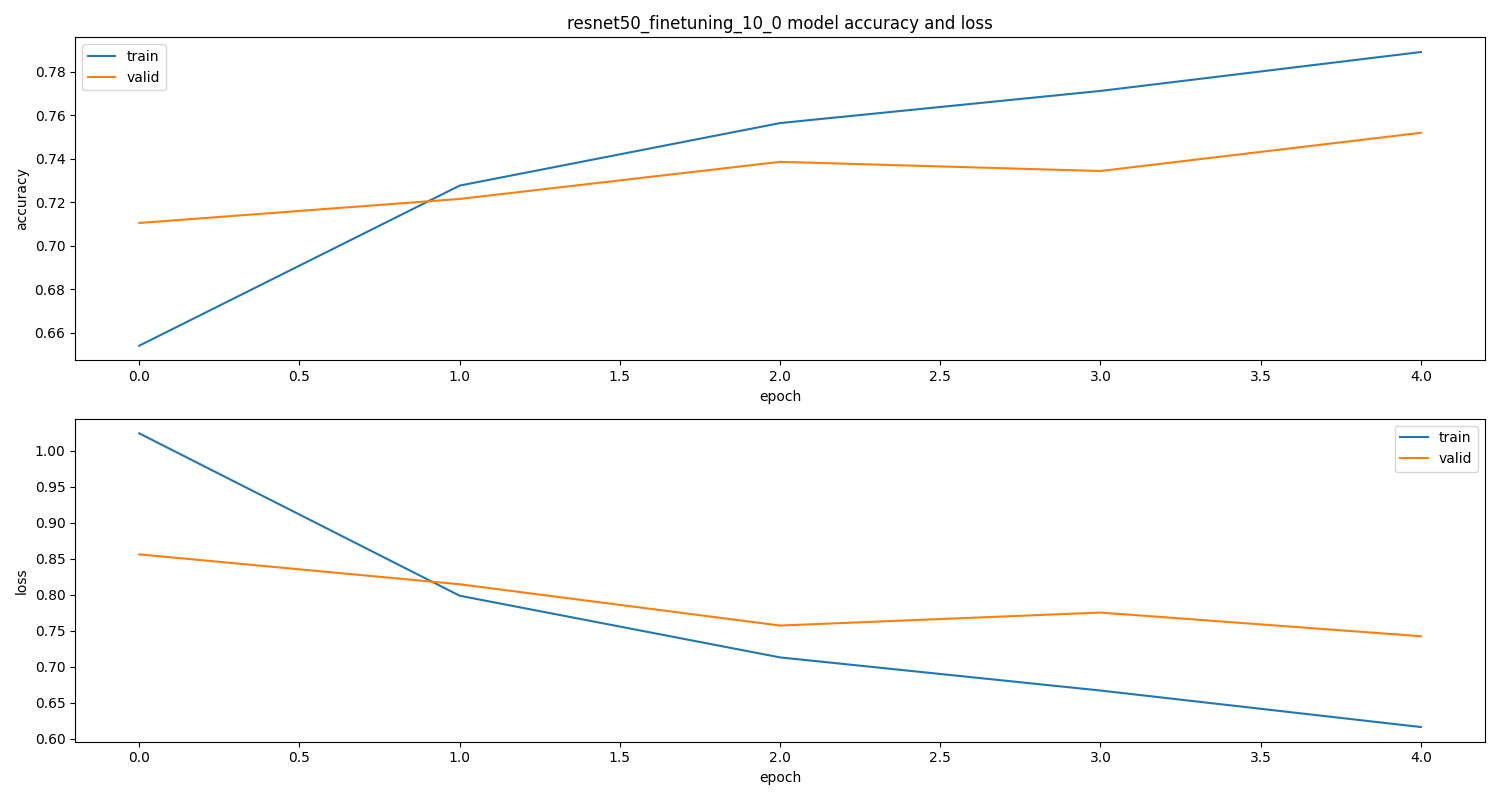 resnet50_finetuning_10_0 model accuracy and loss
train
valid
accuracy
0.78
0.76
0.74
0.72
0.70
0.68
0.66
0.0 0.5 1.0 1.5 2.0 2.5 3.0 3.5 4.0
epoch
train
valid
loss
1.00
0.95
0.90
0.85
0.80
0.75
0.70
0.65
0.60
0.0 0.5 1.0 1.5 2.0 2.5 3.0 3.5 4.0
epoch